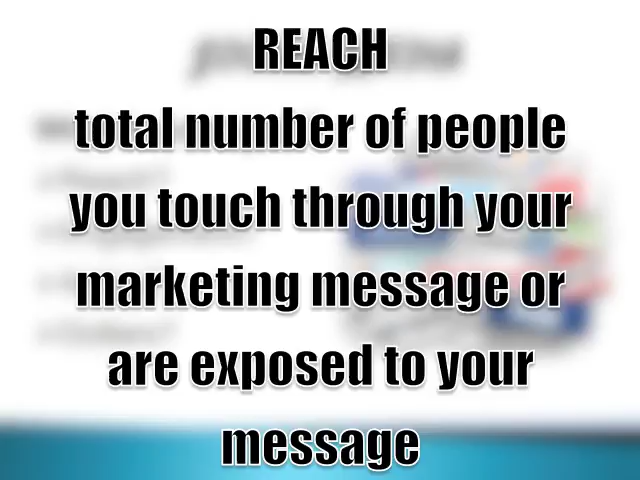 REACH
total number of people
you touch through your
marketing message or
are exposed to your
message